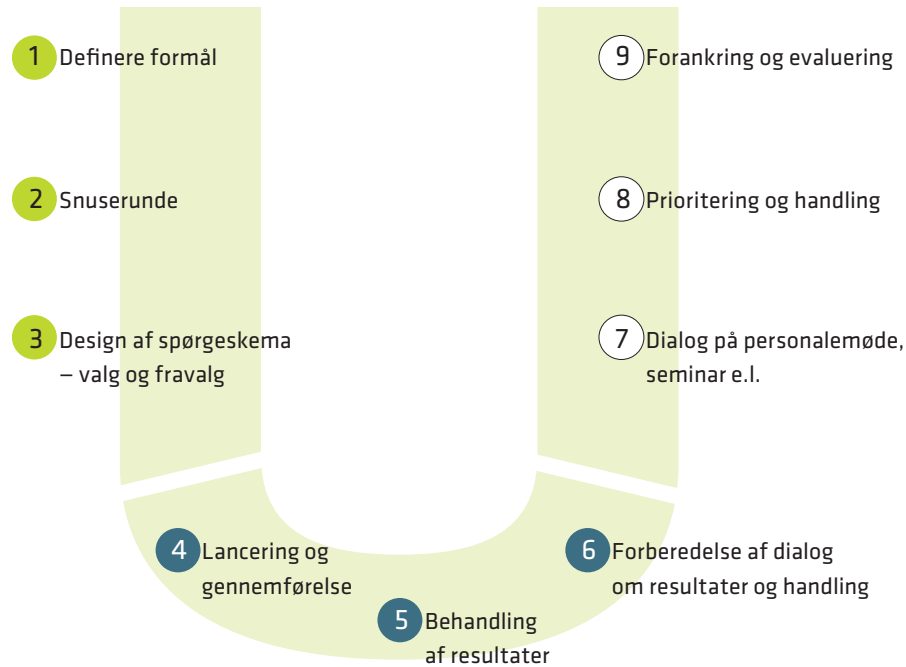 1 Definere formål
2 Snuserunde
3 Design af spørgeskema
– valg og fravalg
4 Lancering og
gennemførelse
5 Behandling
af resultater
6 Forberedelse af dialog
om resultater og handling
7 Dialog på personalemøde,
seminar e.l.
8 Prioritering og handling
9 Forankring og evaluering